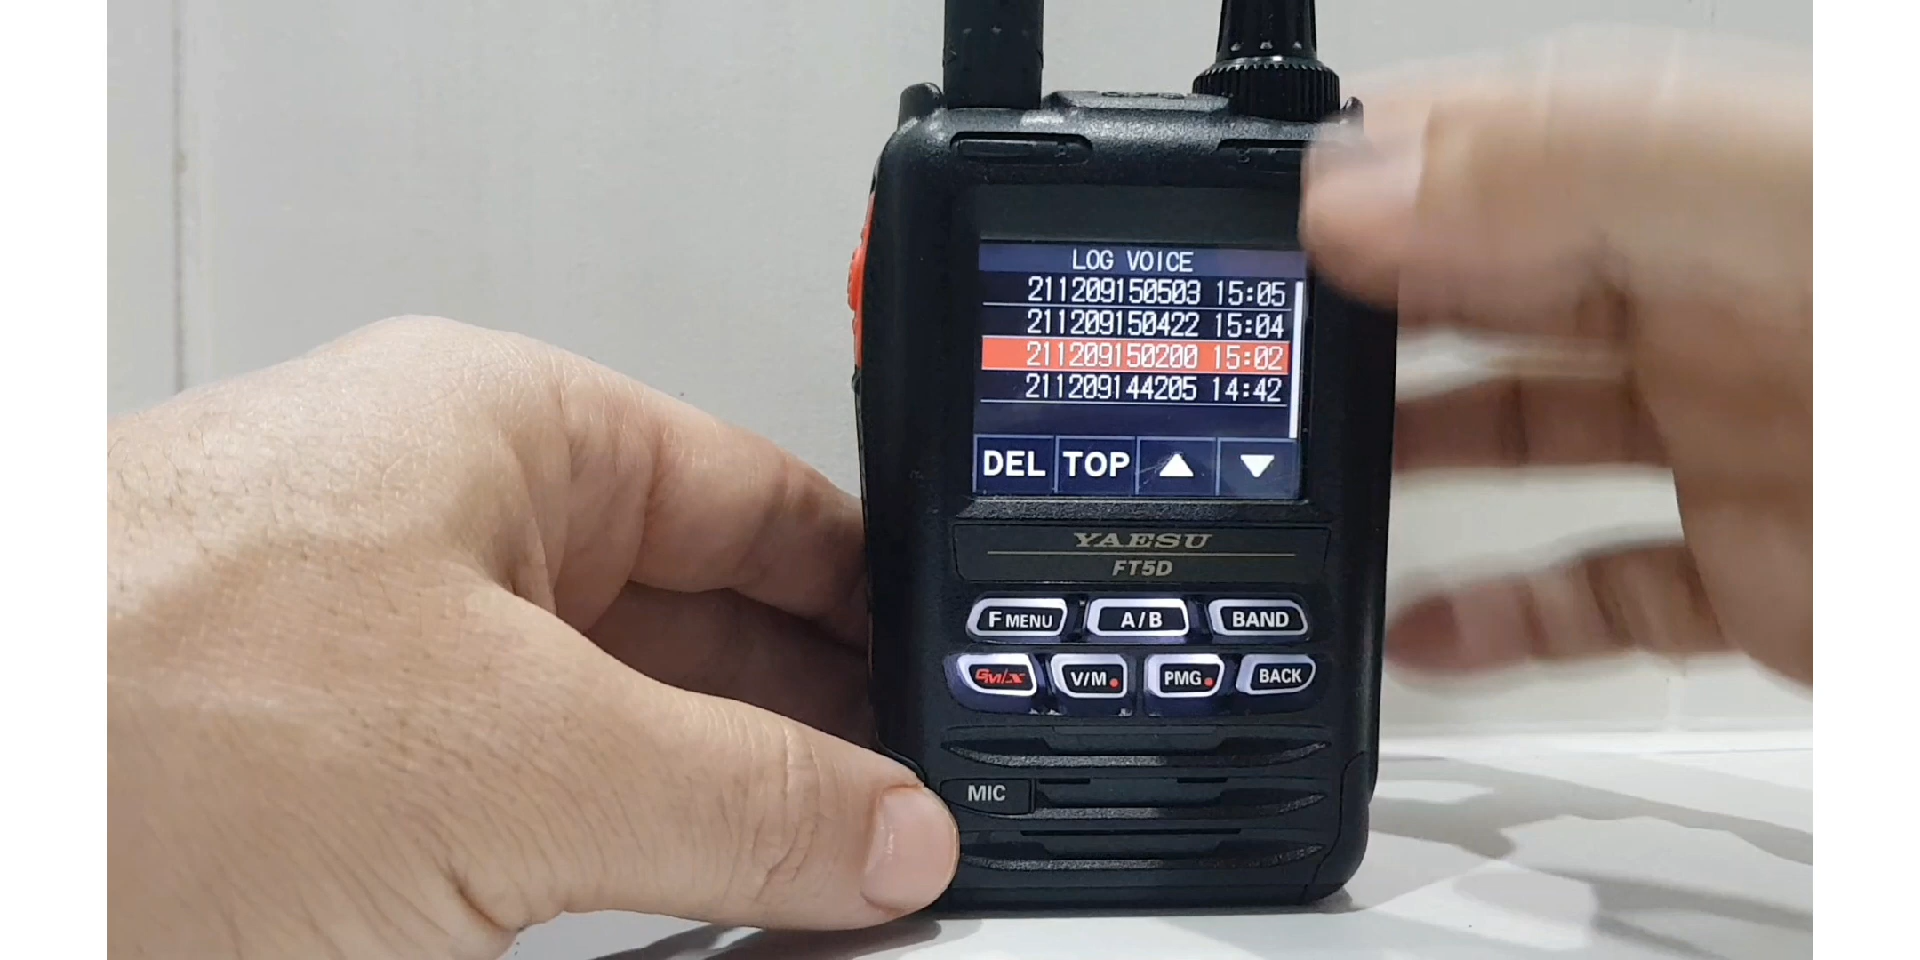 LOG VOICE
211209150503 15:05
211209150422 15:04
211209150200 15:02
211209144205 14:42
DEL TOP ▲ ▼
YAESU
FT5D
F MENU A/B BAND
GM/X V/M PMG BACK
MIC